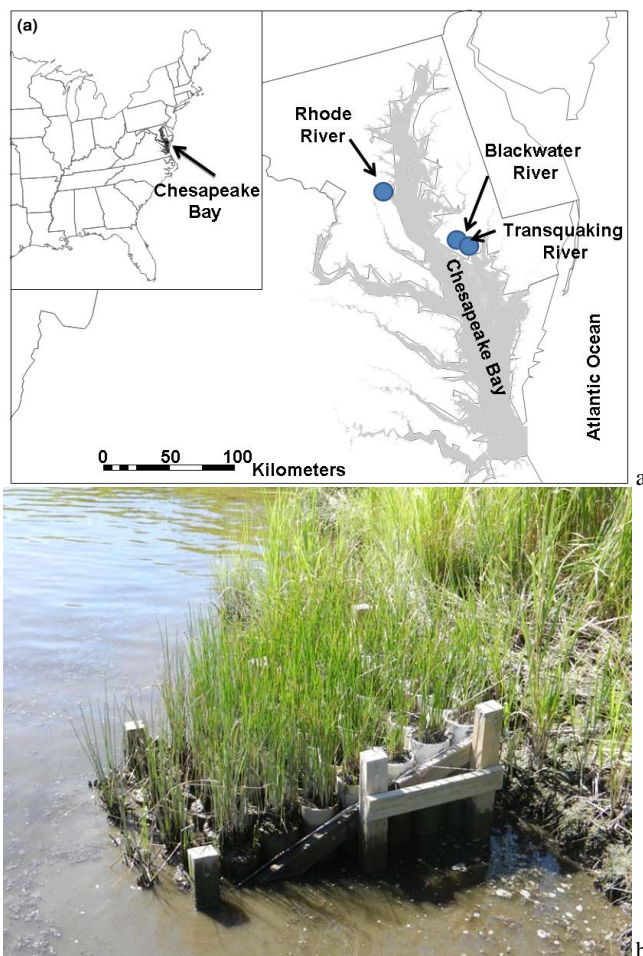 (a)
Chesapeake
Bay
Rhode
River
Blackwater
River
Transquaking
River
Chesapeake Bay
Atlantic Ocean
0 50 100
Kilometers
a
b